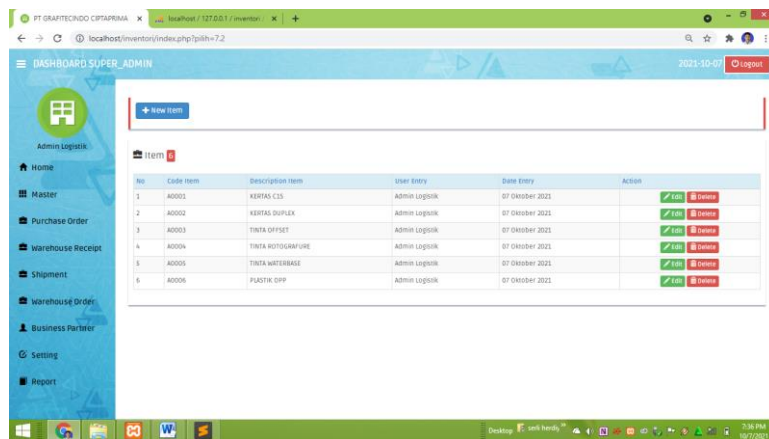 PT GRAFITECINDO CIPTAPRIMA
localhost / 127.0.0.1 / inventori
localhost/inventori/index.php?pilih=7.2
DASHBOARD SUPER_ADMIN
2021-10-07 Logout
Admin Logistik
Home
Master
Purchase Order
Warehouse Receipt
Shipment
Warehouse Order
Business Partner
Setting
Report
New Item
Item 6
No Code Item Description Item User Entry Date Entry Action
1 A0001 KERTAS C1S Admin Logistik 07 Oktober 2021 Edit Delete
2 A0002 KERTAS DUPLEX Admin Logistik 07 Oktober 2021 Edit Delete
3 A0003 TINTA OFFSET Admin Logistik 07 Oktober 2021 Edit Delete
4 A0004 TINTA ROTOGRAFURE Admin Logistik 07 Oktober 2021 Edit Delete
5 A0005 TINTA WATERBASE Admin Logistik 07 Oktober 2021 Edit Delete
6 A0006 PLASTIK OPP Admin Logistik 07 Oktober 2021 Edit Delete
Desktop
7:36 PM
10/7/2021